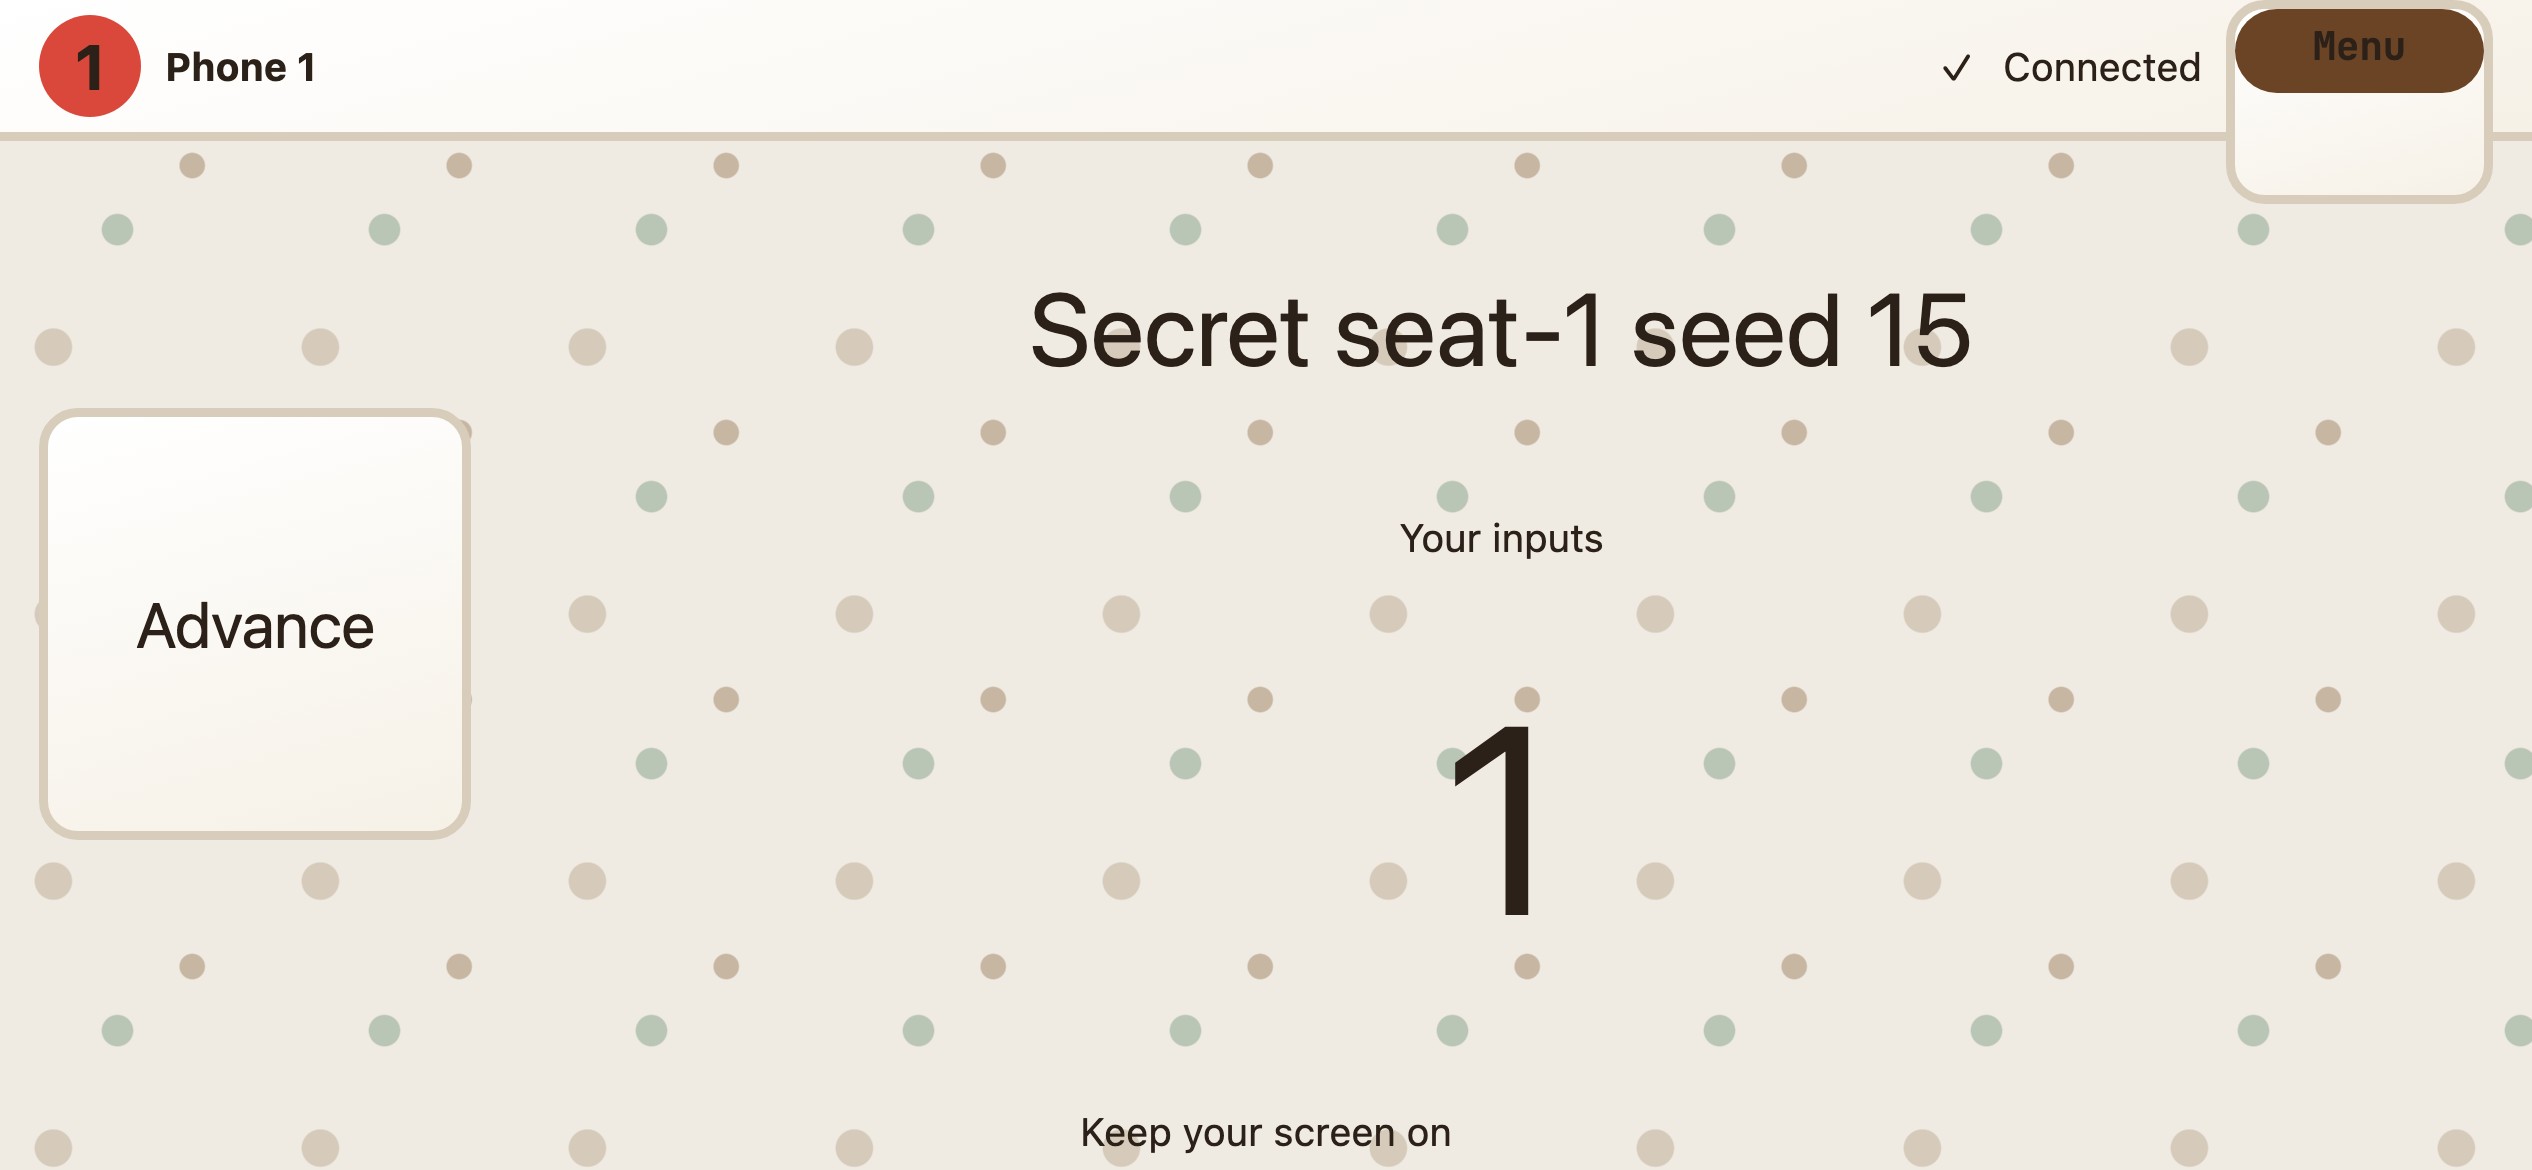 1 Phone 1 ✓ Connected Menu
Secret seat-1 seed 15
Your inputs
Advance
1
Keep your screen on